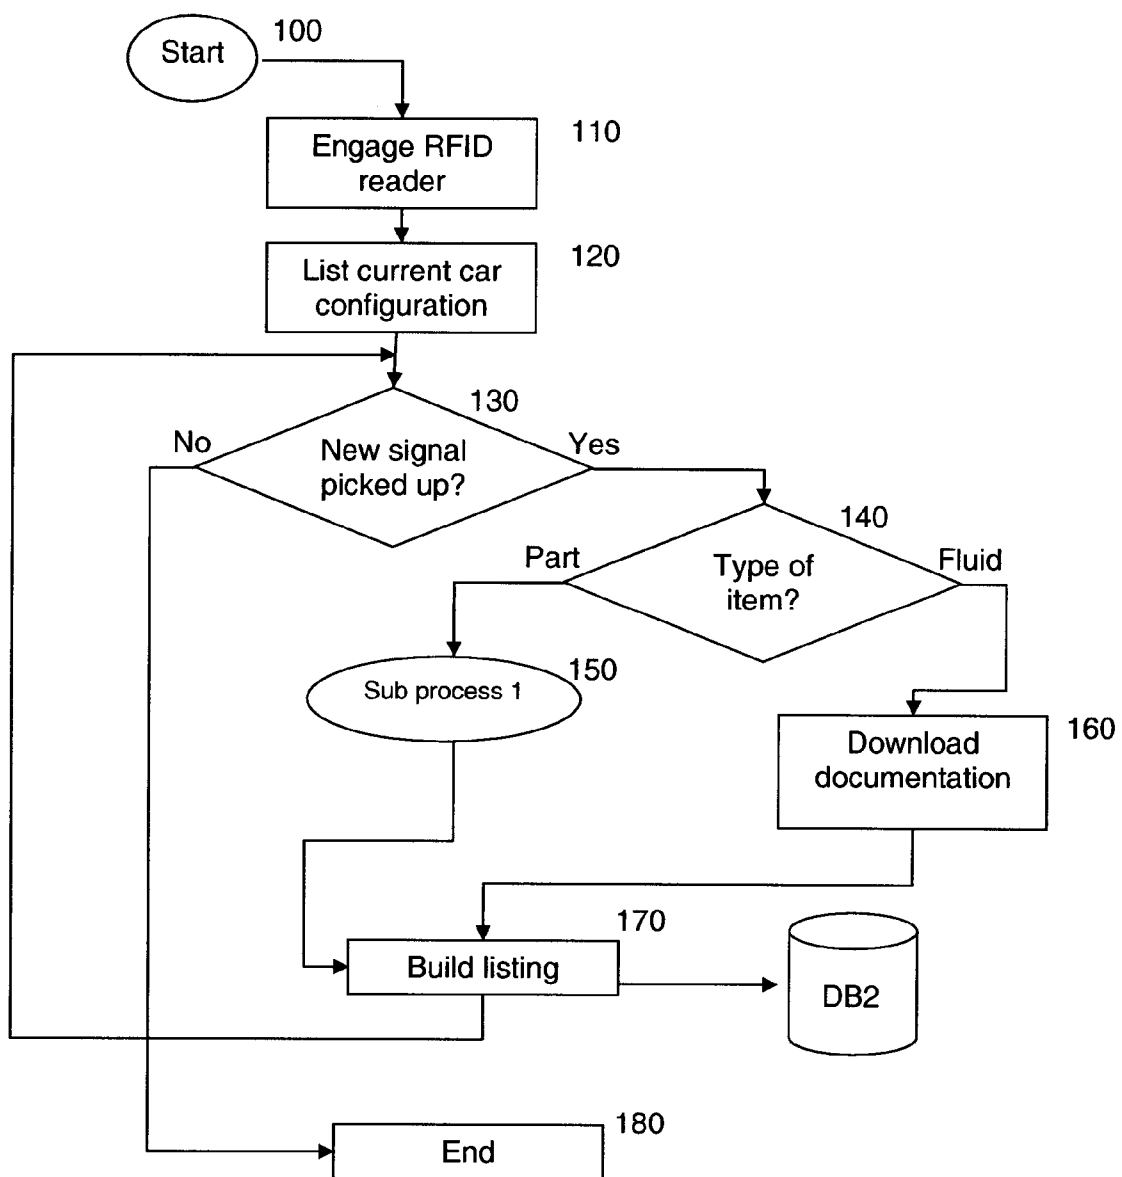 Start
100
Engage RFID
reader
110
List current car
configuration
120
130
No
New signal
picked up?
Yes
140
Part
Type of
item?
Fluid
150
Sub process 1
160
Download
documentation
170
Build listing
DB2
180
End